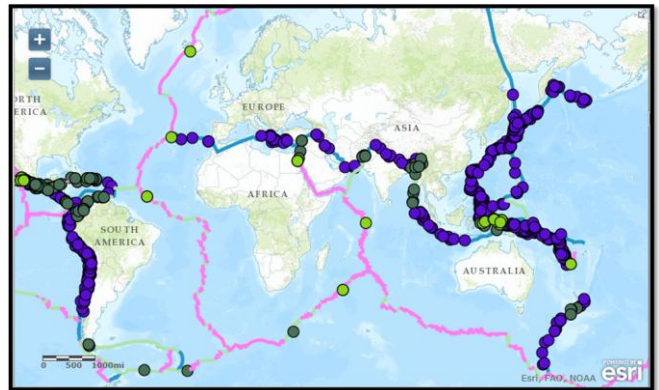 +
−
ORTH
ERICA
EUROPE
ASIA
AFRICA
SOUTH
AMERICA
AUSTRALIA
0 500 1000mi
POWERED BY
esri
Esri, FAO, NOAA